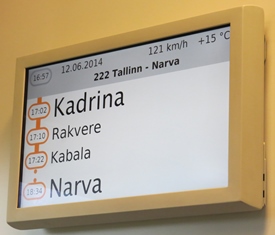 12.06.2014 121 km/h +15 °C
16:57 222 Tallinn - Narva
17:02 Kadrina
17:10 Rakvere
17:22 Kabala
18:34 Narva